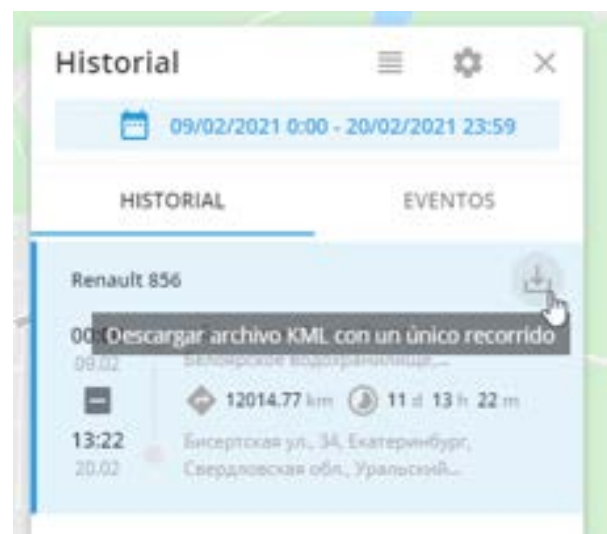 Historial
09/02/2021 0:00 - 20/02/2021 23:59
HISTORIAL EVENTOS
Renault 856
Descargar archivo KML con un único recorrido
09.02 Белоярское водохранилище,...
12014.77 km 11 d 13 h 22 m
13:22 Бисертская ул., 34, Екатеринбург,
20.02 Свердловская обл., Уральский...